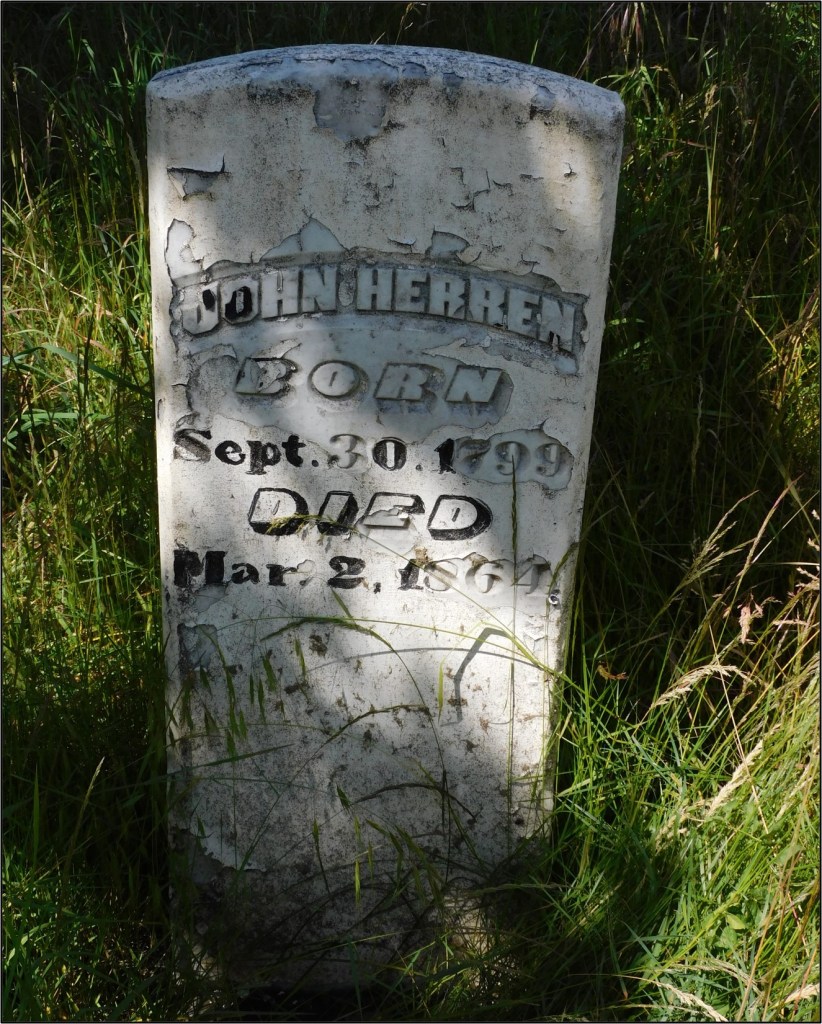 JOHN HERREN
BORN
Sept. 30. 1799
DIED
Mar. 2, 1864.